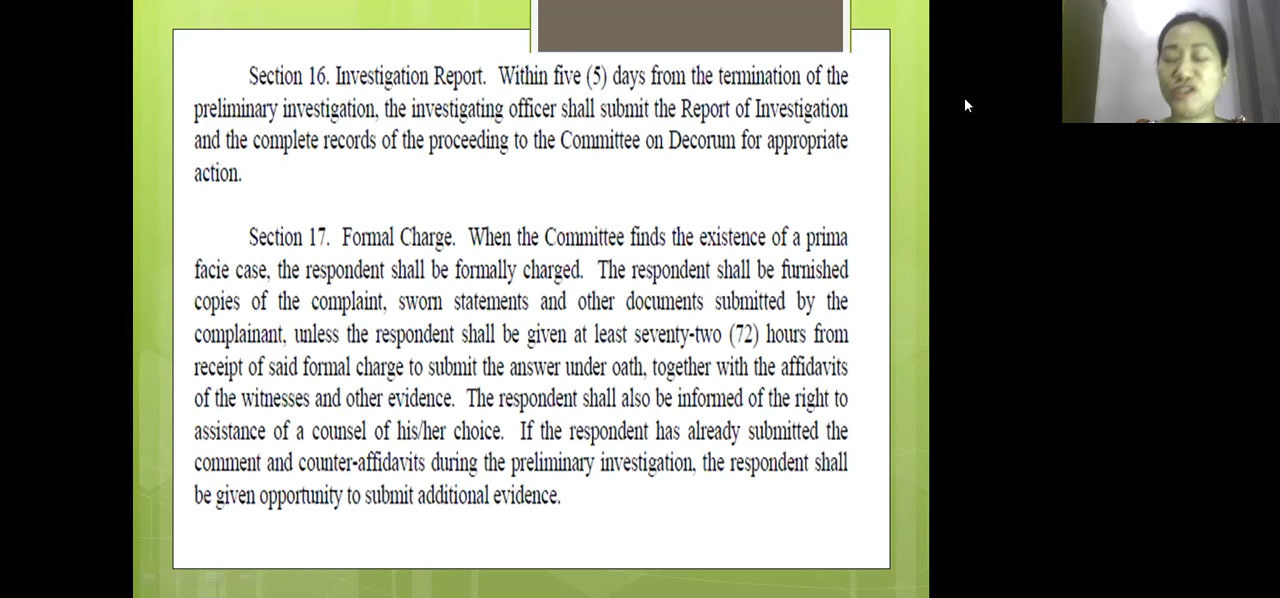 Section 16. Investigation Report. Within five (5) days from the termination of the
preliminary investigation, the investigating officer shall submit the Report of Investigation
and the complete records of the proceeding to the Committee on Decorum for appropriate
action.
Section 17. Formal Charge. When the Committee finds the existence of a prima
facie case, the respondent shall be formally charged. The respondent shall be furnished
copies of the complaint, sworn statements and other documents submitted by the
complainant, unless the respondent shall be given at least seventy-two (72) hours from
receipt of said formal charge to submit the answer under oath, together with the affidavits
of the witnesses and other evidence. The respondent shall also be informed of the right to
assistance of a counsel of his/her choice. If the respondent has already submitted the
comment and counter-affidavits during the preliminary investigation, the respondent shall
be given opportunity to submit additional evidence.